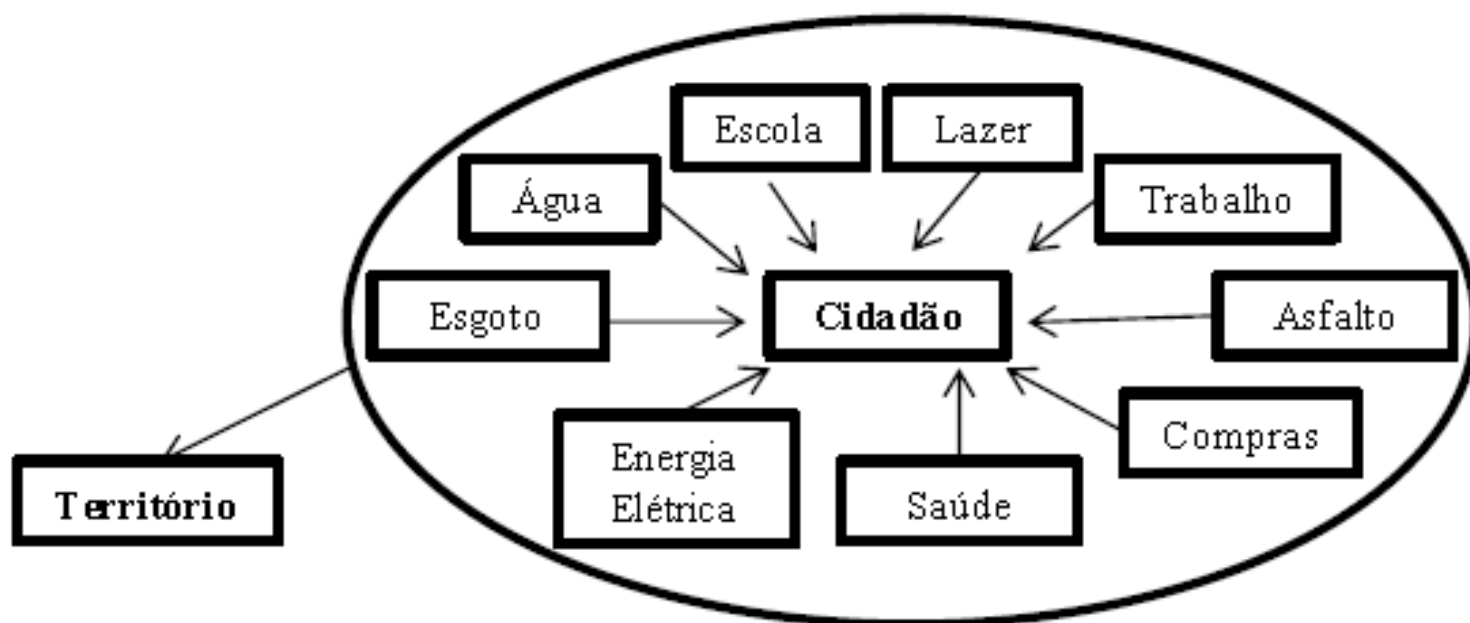 Escola
Lazer
Água
Trabalho
Esgoto
Cidadão
Asfalto
Energia
Elétrica
Saúde
Compras
Território